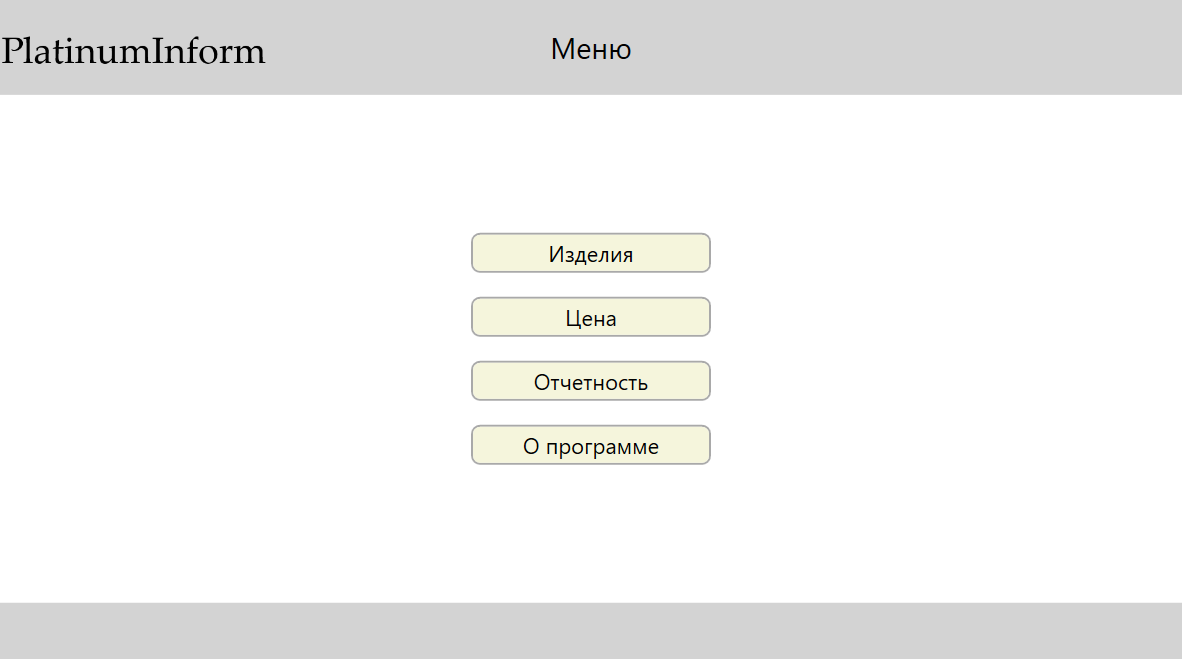 PlatinumInform
Меню
Изделия
Цена
Отчетность
О программе